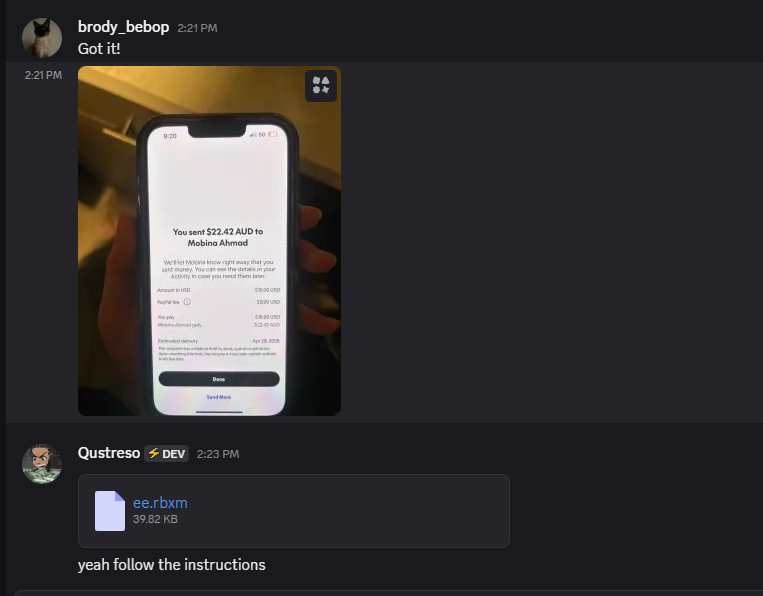 brody_bebop 2:21 PM
Got it!
2:21 PM
9:20
5G
You sent $22.42 AUD to
Mobina Ahmad
We'll let Mobina know right away that you
sent money. You can see the details in your
Activity in case you need them later.
Amount in USD $15.00 USD
PayPal fee $0.99 USD
You pay $15.99 USD
Mobina Ahmad gets $22.42 AUD
Estimated delivery Apr 28, 2025
Done
Send More
Qustreso DEV 2:23 PM
ee.rbxm
39.82 KB
yeah follow the instructions